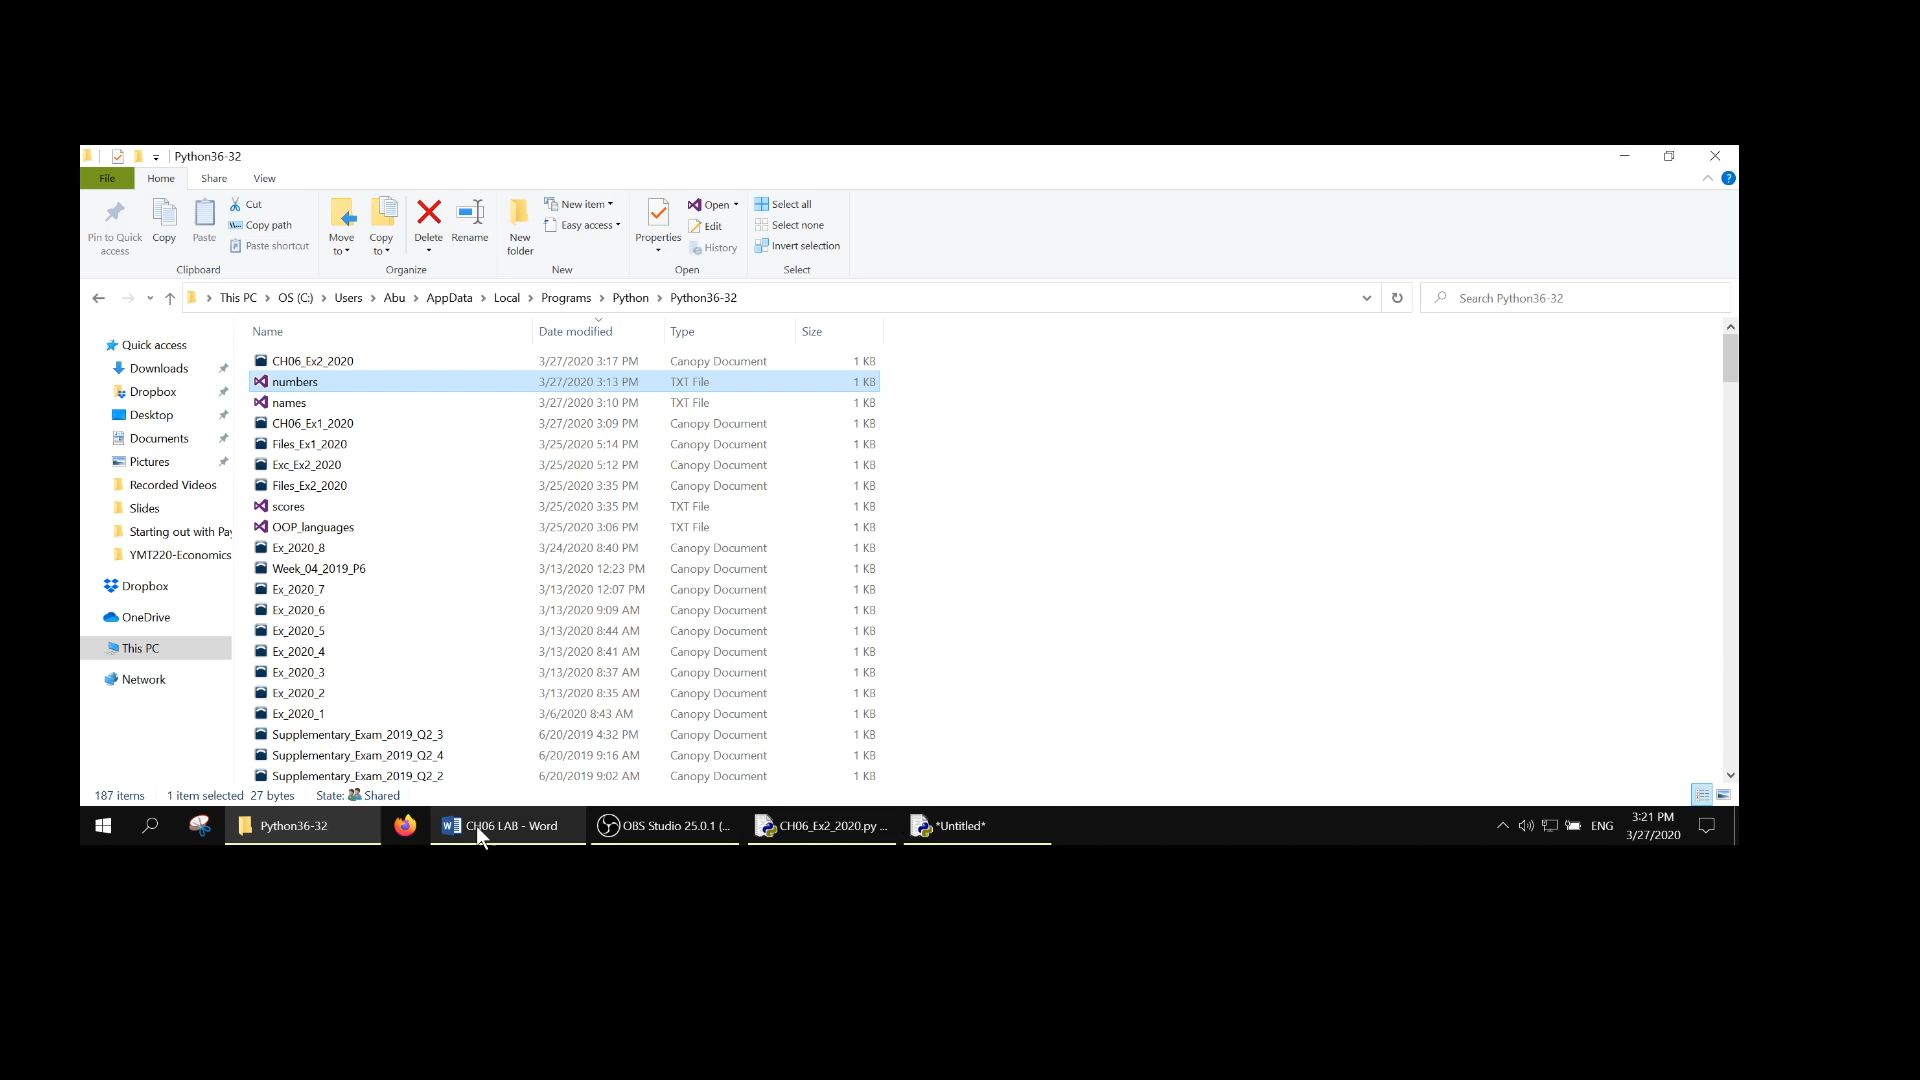 Python36-32
File Home Share View
Pin to Quick access
Copy
Paste
Cut
Copy path
Paste shortcut
Clipboard
Move to
Copy to
Delete
Rename
Organize
New folder
New item
Easy access
New
Properties
Open
Edit
History
Open
Select all
Select none
Invert selection
Select
This PC > OS (C:) > Users > Abu > AppData > Local > Programs > Python > Python36-32
Search Python36-32
Quick access
Downloads
Dropbox
Desktop
Documents
Pictures
Recorded Videos
Slides
Starting out with Pay
YMT220-Economics
Dropbox
OneDrive
This PC
Network
Name Date modified Type Size
CH06_Ex2_2020 3/27/2020 3:17 PM Canopy Document 1 KB
numbers 3/27/2020 3:13 PM TXT File 1 KB
names 3/27/2020 3:10 PM TXT File 1 KB
CH06_Ex1_2020 3/27/2020 3:09 PM Canopy Document 1 KB
Files_Ex1_2020 3/25/2020 5:14 PM Canopy Document 1 KB
Exc_Ex2_2020 3/25/2020 5:12 PM Canopy Document 1 KB
Files_Ex2_2020 3/25/2020 3:35 PM Canopy Document 1 KB
scores 3/25/2020 3:35 PM TXT File 1 KB
OOP_languages 3/25/2020 3:06 PM TXT File 1 KB
Ex_2020_8 3/24/2020 8:40 PM Canopy Document 1 KB
Week_04_2019_P6 3/13/2020 12:23 PM Canopy Document 1 KB
Ex_2020_7 3/13/2020 12:07 PM Canopy Document 1 KB
Ex_2020_6 3/13/2020 9:09 AM Canopy Document 1 KB
Ex_2020_5 3/13/2020 8:44 AM Canopy Document 1 KB
Ex_2020_4 3/13/2020 8:41 AM Canopy Document 1 KB
Ex_2020_3 3/13/2020 8:37 AM Canopy Document 1 KB
Ex_2020_2 3/13/2020 8:35 AM Canopy Document 1 KB
Ex_2020_1 3/6/2020 8:43 AM Canopy Document 1 KB
Supplementary_Exam_2019_Q2_3 6/20/2019 4:32 PM Canopy Document 1 KB
Supplementary_Exam_2019_Q2_4 6/20/2019 9:16 AM Canopy Document 1 KB
Supplementary_Exam_2019_Q2_2 6/20/2019 9:02 AM Canopy Document 1 KB
187 items 1 item selected 27 bytes State: Shared
Python36-32 CH06 LAB - Word OBS Studio 25.0.1 (... CH06_Ex2_2020.py ... *Untitled* ENG 3:21 PM
3/27/2020